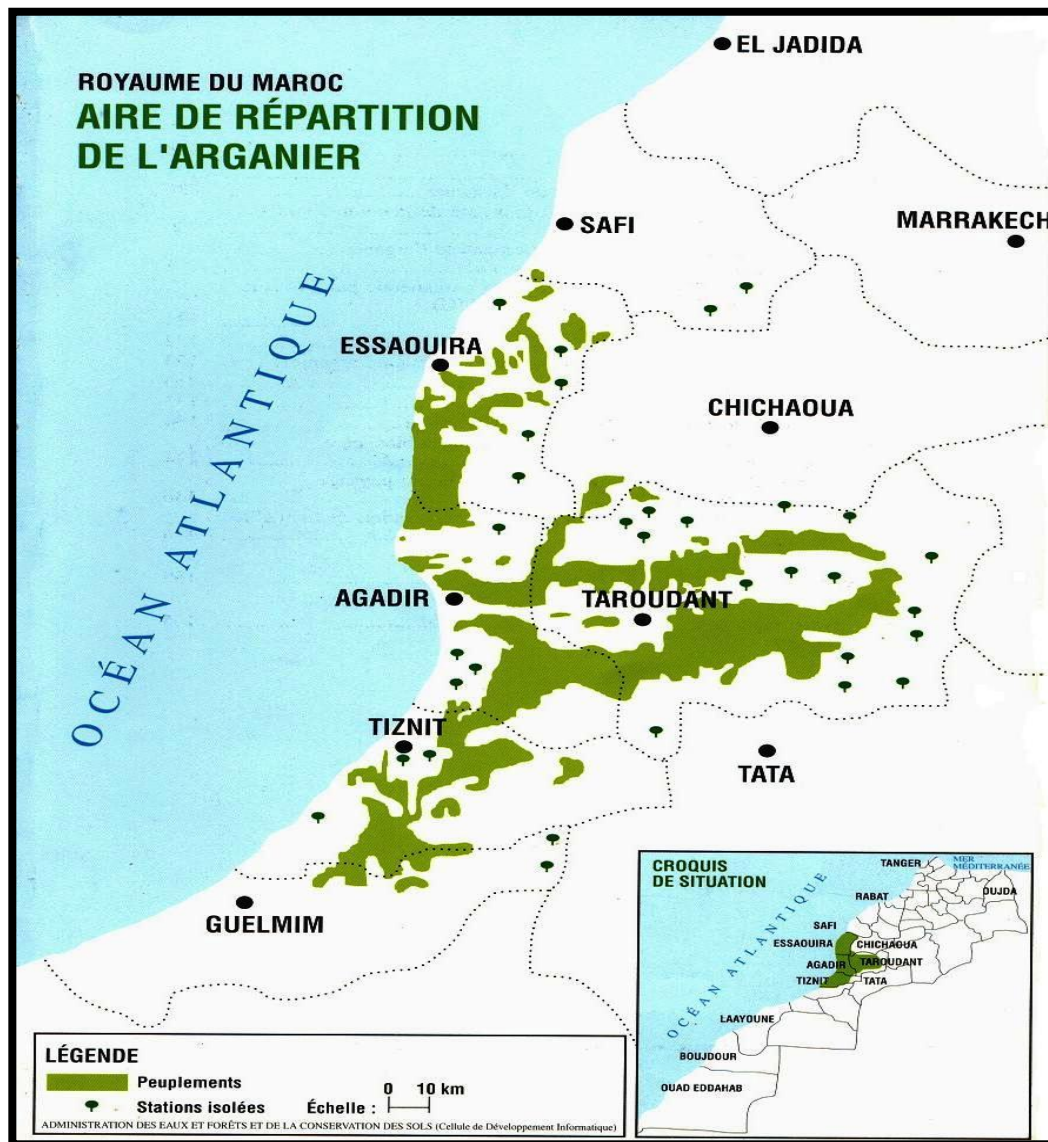 ROYAUME DU MAROC
AIRE DE RÉPARTITION
DE L'ARGANIER
EL JADIDA
SAFI
MARRAKECH
ESSAOUIRA
CHICHAOUA
OCÉAN ATLANTIQUE
AGADIR
TAROUDANT
TIZNIT
TATA
GUELMIM
CROQUIS
DE SITUATION
TANGER
MER
MÉDITERRANÉE
OUJDA
RABAT
SAFI
ESSAOUIRA
CHICHAOUA
AGADIR
TAROUDANT
TIZNIT
TATA
OCÉAN ATLANTIQUE
LAAYOUNE
BOUJDOUR
OUAD EDDAHAB
LÉGENDE
Peuplements
Stations isolées
Échelle : 0 10 km
ADMINISTRATION DES EAUX ET FORÊTS ET DE LA CONSERVATION DES SOLS (Cellule de Développement Informatique)